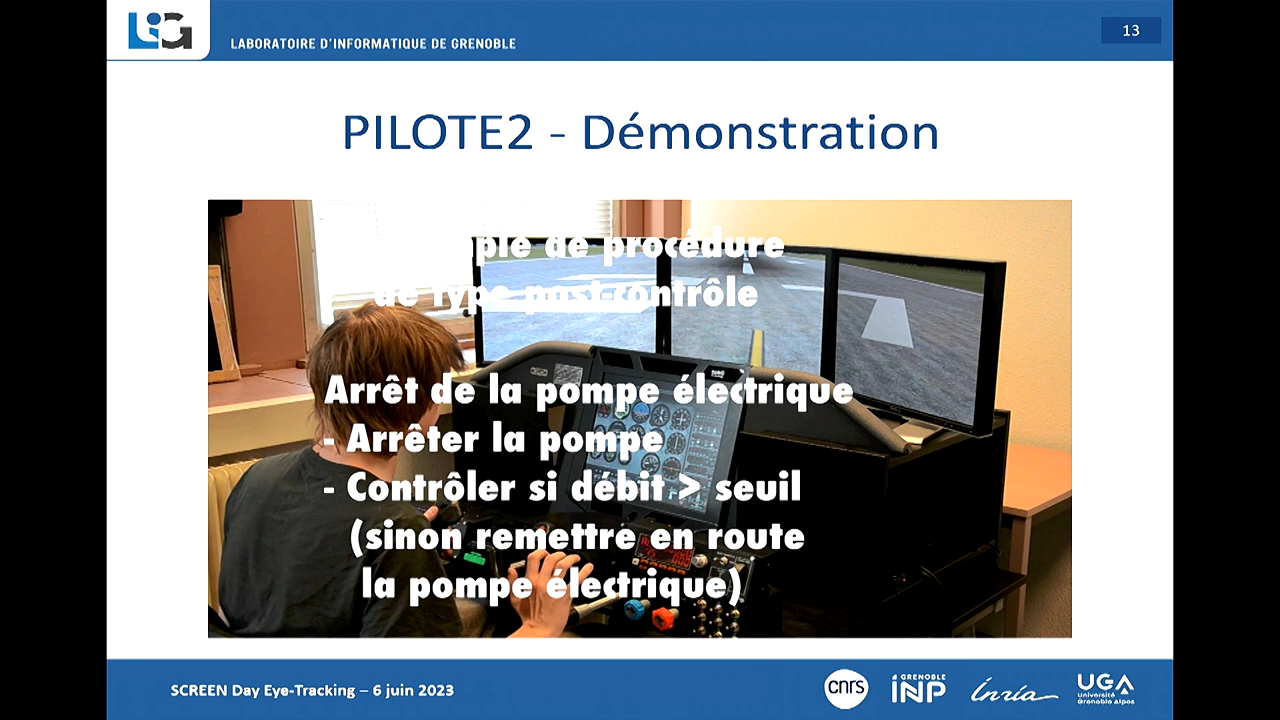 LIG
LABORATOIRE D'INFORMATIQUE DE GRENOBLE
13
PILOTE2 - Démonstration
de procédure
de type post-contrôle
Arrêt de la pompe électrique
- Arrêter la pompe
- Contrôler si débit > seuil
(sinon remettre en route
la pompe électrique)
SCREEN Day Eye-Tracking – 6 juin 2023
cnrs
GRENOBLE
INP
Inria
UGA
Université
Grenoble Alpes